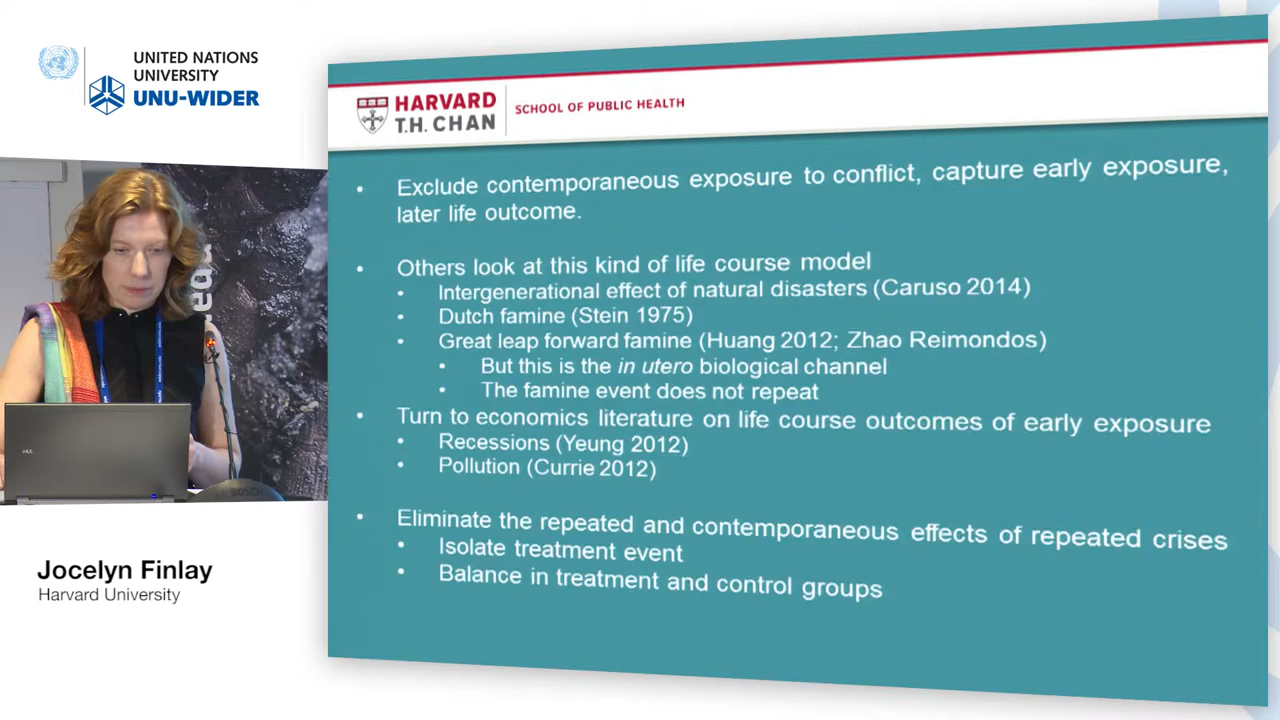 UNITED NATIONS
UNIVERSITY
UNU-WIDER
HARVARD
T.H. CHAN
SCHOOL OF PUBLIC HEALTH
• Exclude contemporaneous exposure to conflict, capture early exposure,
later life outcome.
• Others look at this kind of life course model
• Intergenerational effect of natural disasters (Caruso 2014)
• Dutch famine (Stein 1975)
• Great leap forward famine (Huang 2012; Zhao Reimondos)
• But this is the in utero biological channel
• The famine event does not repeat
• Turn to economics literature on life course outcomes of early exposure
• Recessions (Yeung 2012)
• Pollution (Currie 2012)
• Eliminate the repeated and contemporaneous effects of repeated crises
• Isolate treatment event
• Balance in treatment and control groups
DELL
BOSCH
Jocelyn Finlay
Harvard University